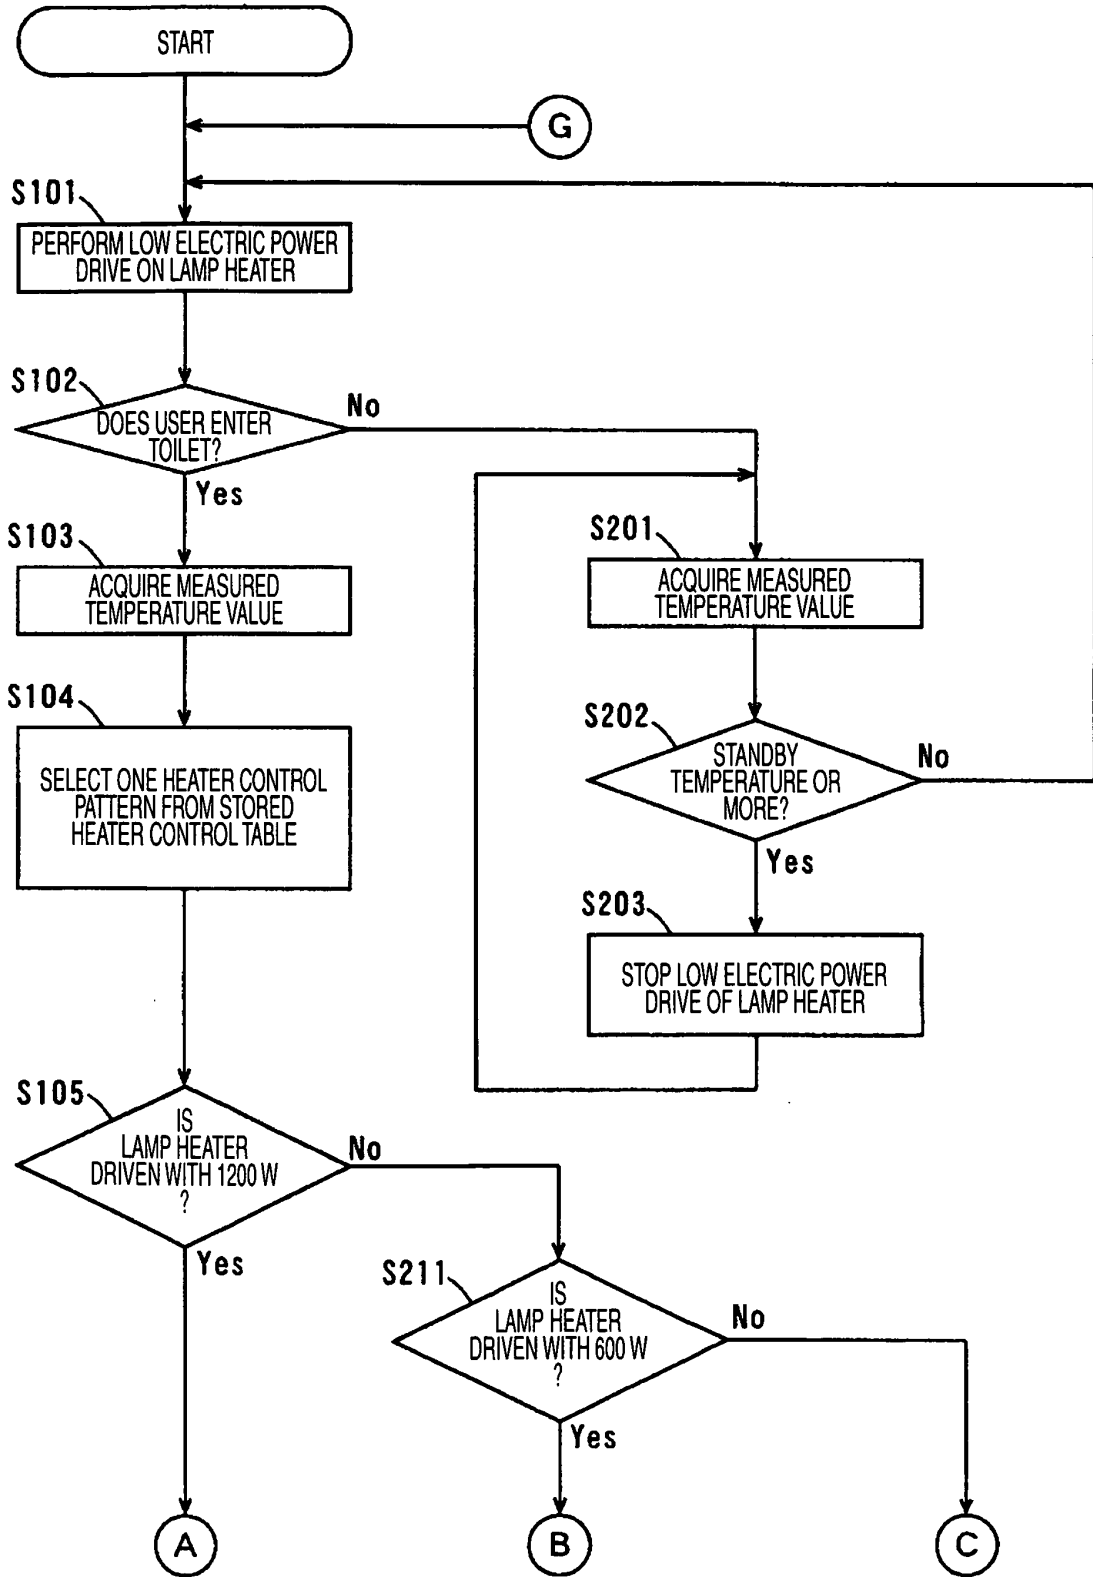 START
G
S101
PERFORM LOW ELECTRIC POWER
DRIVE ON LAMP HEATER
S102
DOES USER ENTER
TOILET?
No
Yes
S103
ACQUIRE MEASURED
TEMPERATURE VALUE
S201
ACQUIRE MEASURED
TEMPERATURE VALUE
S104
SELECT ONE HEATER CONTROL
PATTERN FROM STORED
HEATER CONTROL TABLE
S202
STANDBY
TEMPERATURE OR
MORE?
No
Yes
S203
STOP LOW ELECTRIC POWER
DRIVE OF LAMP HEATER
S105
IS
LAMP HEATER
DRIVEN WITH 1200 W
?
No
Yes
S211
IS
LAMP HEATER
DRIVEN WITH 600 W
?
No
Yes
A
B
C